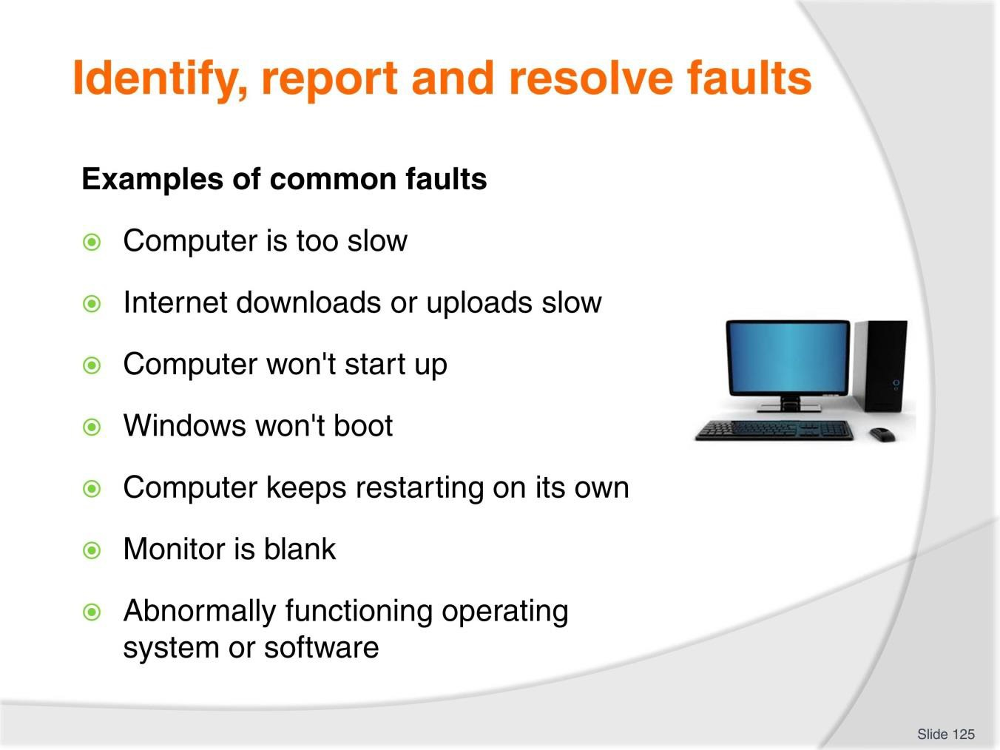 Identify, report and resolve faults
Examples of common faults
Computer is too slow
Internet downloads or uploads slow
Computer won't start up
Windows won't boot
Computer keeps restarting on its own
Monitor is blank
Abnormally functioning operating
system or software
Slide 125